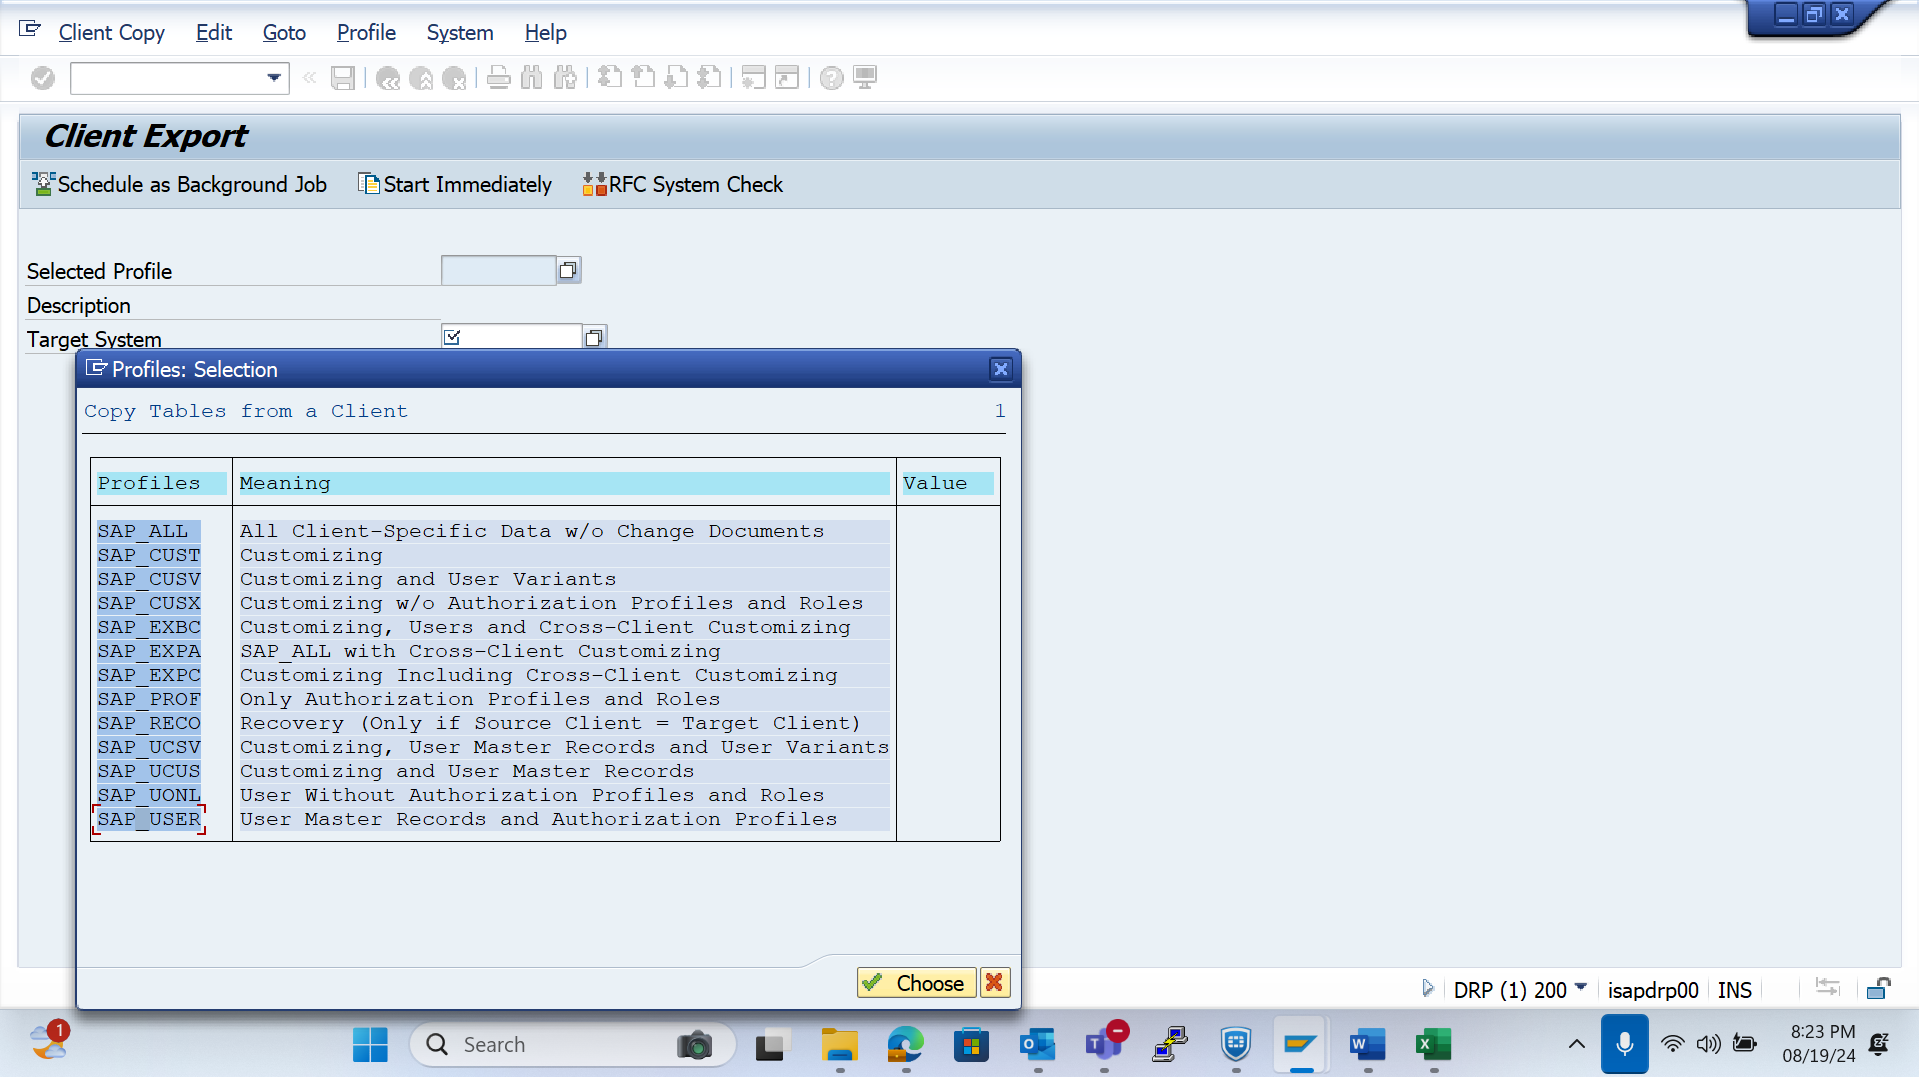 Client Copy Edit Goto Profile System Help
Client Export
Schedule as Background Job Start Immediately RFC System Check
Selected Profile
Description
Target System
Profiles: Selection
Copy Tables from a Client 1
Profiles Meaning Value
SAP_ALL All Client-Specific Data w/o Change Documents
SAP_CUST Customizing
SAP_CUSV Customizing and User Variants
SAP_CUSX Customizing w/o Authorization Profiles and Roles
SAP_EXBC Customizing, Users and Cross-Client Customizing
SAP_EXPA SAP_ALL with Cross-Client Customizing
SAP_EXPC Customizing Including Cross-Client Customizing
SAP_PROF Only Authorization Profiles and Roles
SAP_RECO Recovery (Only if Source Client = Target Client)
SAP_UCSV Customizing, User Master Records and User Variants
SAP_UCUS Customizing and User Master Records
SAP_UONL User Without Authorization Profiles and Roles
SAP_USER User Master Records and Authorization Profiles
Choose
DRP (1) 200 isapdrp00 INS
1
Search
8:23 PM
08/19/24